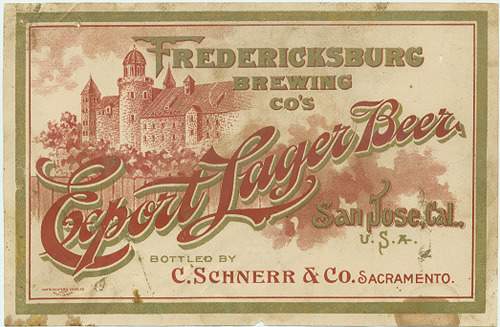 FREDERICKSBURG
BREWING
CO'S
Export Lager Beer.
San Jose, Cal.,
U.S.A.
BOTTLED BY
C. SCHNERR & CO. SACRAMENTO.